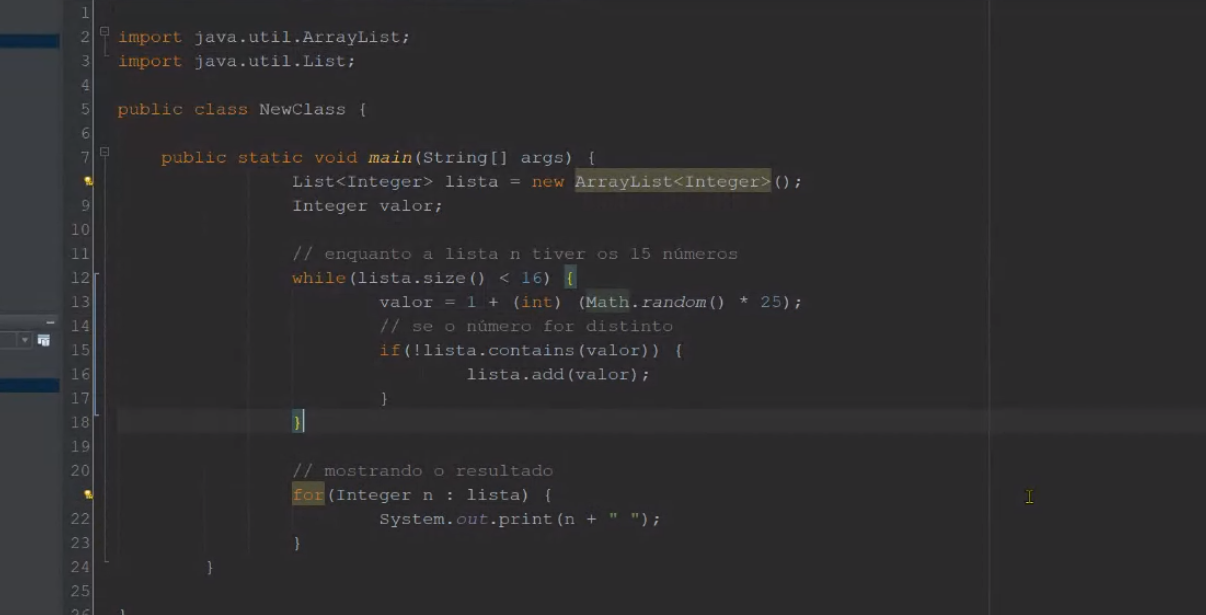 1
2 import java.util.ArrayList;
3 import java.util.List;
4
5 public class NewClass {
6
7 public static void main(String[] args) {
List<Integer> lista = new ArrayList<Integer>();
9 Integer valor;
10
11 // enquanto a lista n tiver os 15 números
12 while(lista.size() < 16) {
13 valor = 1 + (int) (Math.random() * 25);
14 // se o número for distinto
15 if(!lista.contains(valor)) {
16 lista.add(valor);
17 }
18 }
19
20 // mostrando o resultado
for(Integer n : lista) {
22 System.out.print(n + " ");
23 }
24 }
25
26 }